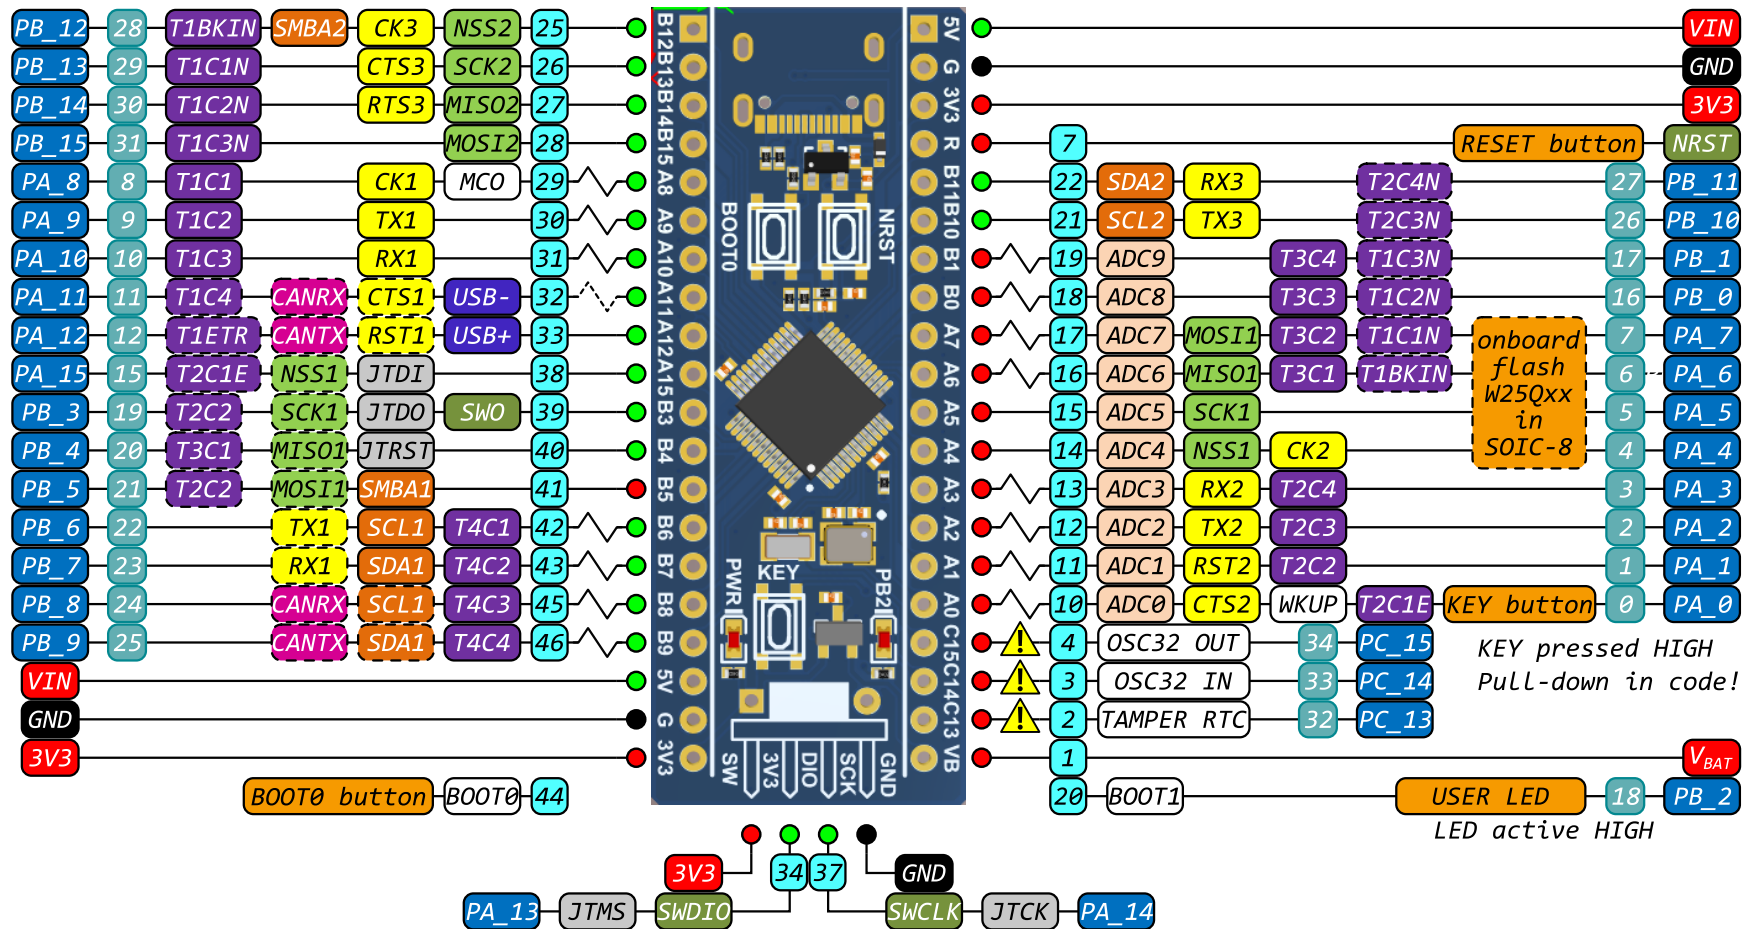 PB_12 28 T1BKIN SMBA2 CK3 NSS2 25 B12 5V VIN
PB_13 29 T1C1N CTS3 SCK2 26 B13 G GND
PB_14 30 T1C2N RTS3 MISO2 27 B14 3V3 3V3
PB_15 31 T1C3N MOSI2 28 B15 R 7 RESET button NRST
PA_8 8 T1C1 CK1 MCO 29 A8 B11 22 SDA2 RX3 T2C4N 27 PB_11
PA_9 9 T1C2 TX1 30 A9 BOOT0 NRST B10 21 SCL2 TX3 T2C3N 26 PB_10
PA_10 10 T1C3 RX1 31 A10 B1 19 ADC9 T3C4 T1C3N 17 PB_1
PA_11 11 T1C4 CANRX CTS1 USB- 32 A11 B0 18 ADC8 T3C3 T1C2N 16 PB_0
PA_12 12 T1ETR CANTX RST1 USB+ 33 A12 A7 17 ADC7 MOSI1 T3C2 T1C1N 7 PA_7
PA_15 15 T2C1E NSS1 JTDI 38 A15 A6 16 ADC6 MISO1 T3C1 T1BKIN 6 PA_6
PB_3 19 T2C2 SCK1 JTDO SWO 39 B3 A5 15 ADC5 SCK1 5 PA_5
PB_4 20 T3C1 MISO1 JTRST 40 B4 A4 14 ADC4 NSS1 CK2 4 PA_4
onboard
flash
W25Qxx
in
SOIC-8
PB_5 21 T2C2 MOSI1 SMBA1 41 B5 A3 13 ADC3 RX2 T2C4 3 PA_3
PB_6 22 TX1 SCL1 T4C1 42 B6 A2 12 ADC2 TX2 T2C3 2 PA_2
PB_7 23 RX1 SDA1 T4C2 43 B7 PWR KEY PB2 A1 11 ADC1 RST2 T2C2 1 PA_1
PB_8 24 CANRX SCL1 T4C3 45 B8 A0 10 ADC0 CTS2 WKUP T2C1E KEY button 0 PA_0
PB_9 25 CANTX SDA1 T4C4 46 B9 C15 4 OSC32 OUT 34 PC_15
KEY pressed HIGH
VIN 5V C14 3 OSC32 IN 33 PC_14
Pull-down in code!
GND G C13 2 TAMPER RTC 32 PC_13
3V3 3V3 SW 3V3 DIO SCK GND VB 1 VBAT
BOOT0 button BOOT0 44 20 BOOT1 USER LED 18 PB_2
LED active HIGH
3V3 34 37 GND
PA_13 JTMS SWDIO SWCLK JTCK PA_14